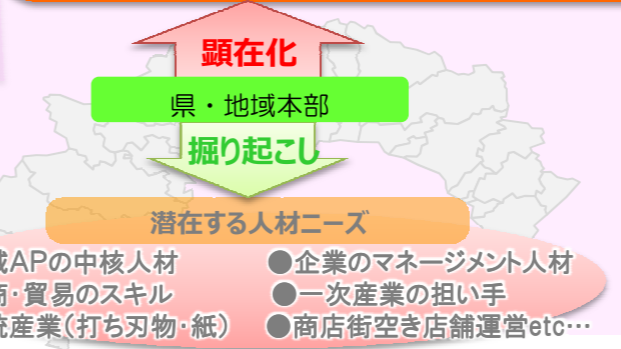 顕在化
県・地域本部
掘り起こし
潜在する人材ニーズ
域APの中核人材 ●企業のマネージメント人材
商・貿易のスキル ●一次産業の担い手
統産業(打ち刃物・紙) ●商店街空き店舗運営etc…